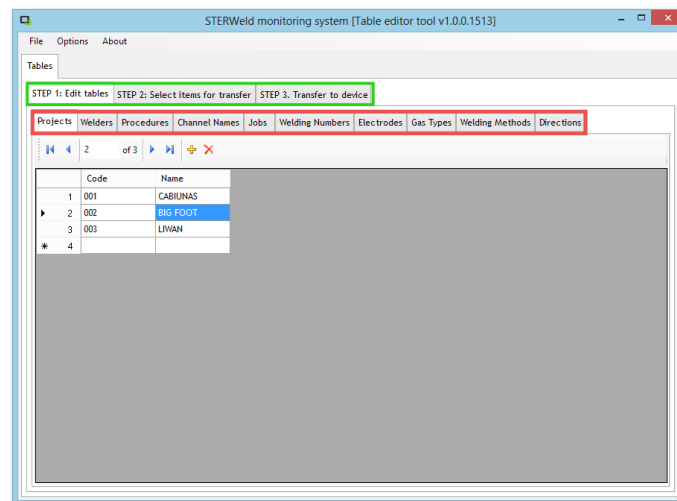 STERWeld monitoring system [Table editor tool v1.0.0.1513]
File Options About
Tables
STEP 1: Edit tables STEP 2: Select items for transfer STEP 3. Transfer to device
Projects Welders Procedures Channel Names Jobs Welding Numbers Electrodes Gas Types Welding Methods Directions
2 of 3
Code Name
1 001 CABIUNAS
2 002 BIG FOOT
3 003 LIWAN
4